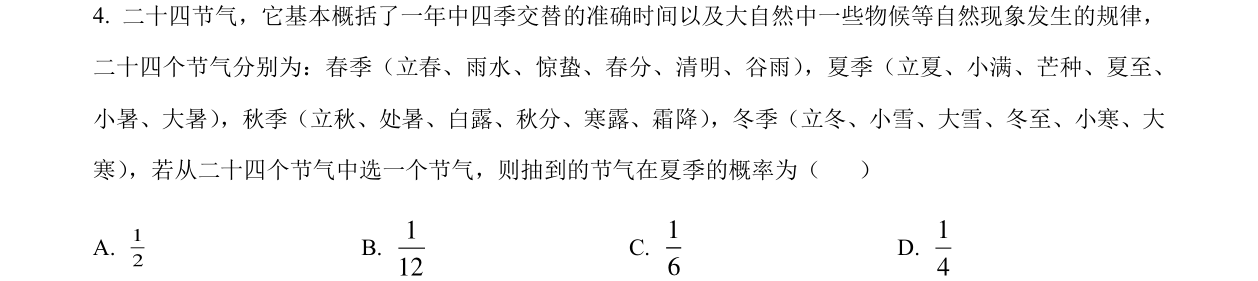 4. 二十四节气，它基本概括了一年中四季交替的准确时间以及大自然中一些物候等自然现象发生的规律，
二十四个节气分别为：春季（立春、雨水、惊蛰、春分、清明、谷雨），夏季（立夏、小满、芒种、夏至、
小暑、大暑），秋季（立秋、处暑、白露、秋分、寒露、霜降），冬季（立冬、小雪、大雪、冬至、小寒、大
寒），若从二十四个节气中选一个节气，则抽到的节气在夏季的概率为（　　）
A. 1/2 B. 1/12 C. 1/6 D. 1/4